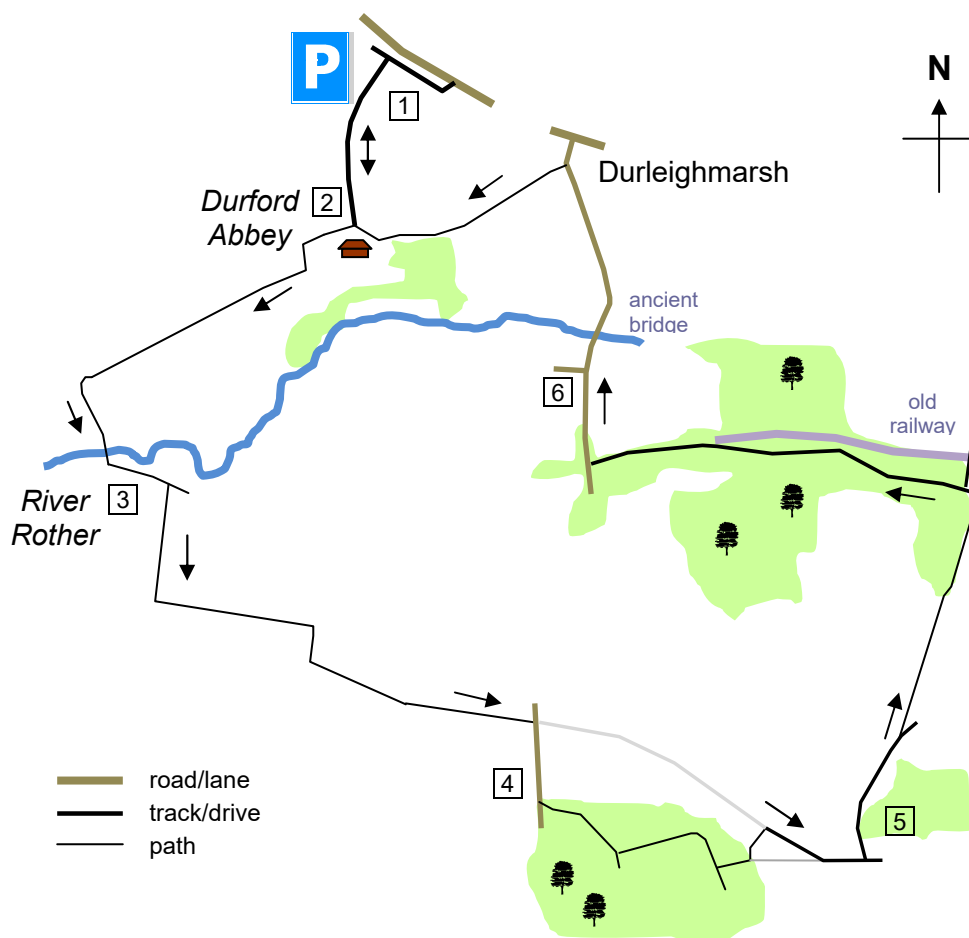 P
N
1
Durleighmarsh
2
Durford
Abbey
ancient
bridge
6
old
railway
3
River
Rother
4
road/lane
track/drive
path
5